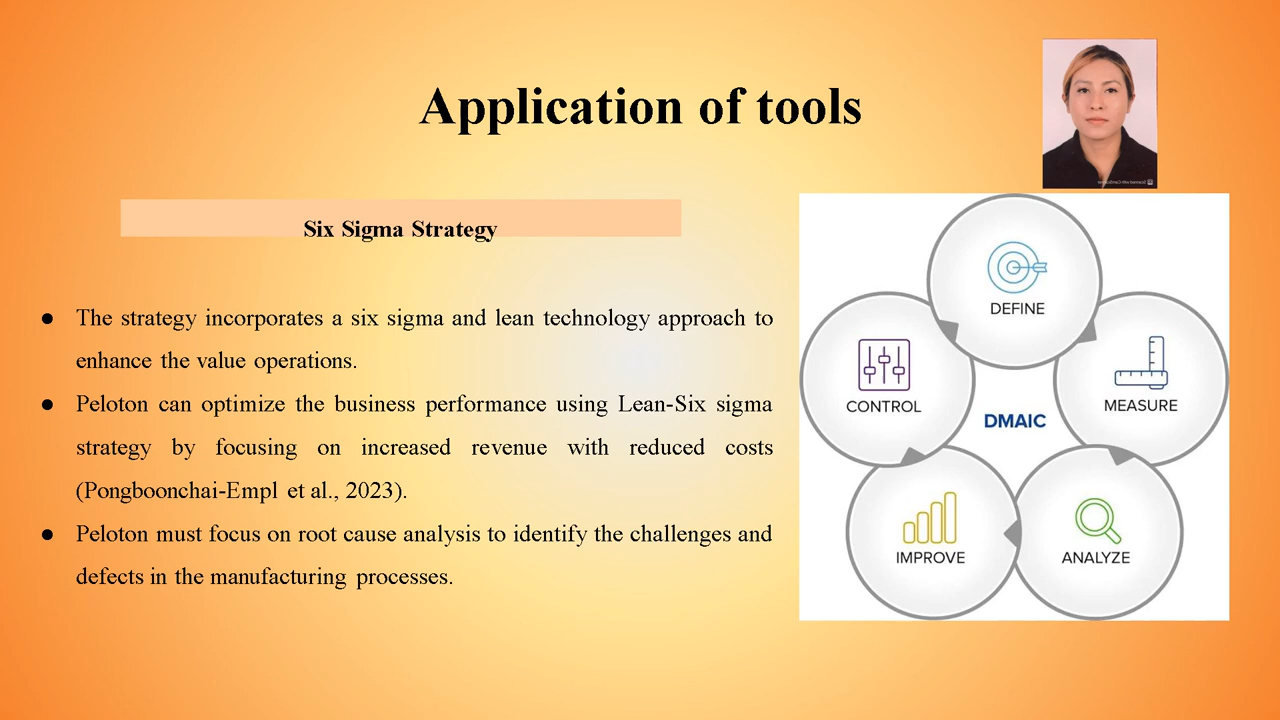 Application of tools
Six Sigma Strategy
● The strategy incorporates a six sigma and lean technology approach to
enhance the value operations.
● Peloton can optimize the business performance using Lean-Six sigma
strategy by focusing on increased revenue with reduced costs
(Pongboonchai-Empl et al., 2023).
● Peloton must focus on root cause analysis to identify the challenges and
defects in the manufacturing processes.
DEFINE
CONTROL
MEASURE
DMAIC
IMPROVE
ANALYZE